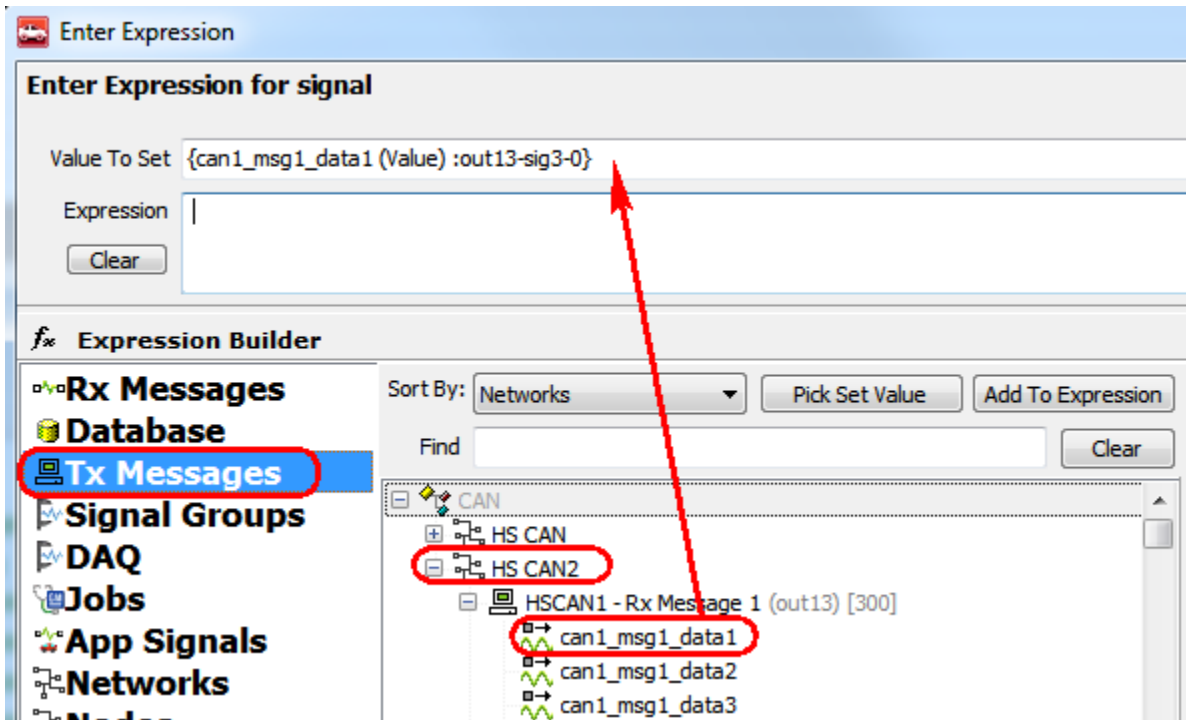 Enter Expression
Enter Expression for signal
Value To Set {can1_msg1_data1 (Value) :out13-sig3-0}
Expression
Clear
fx Expression Builder
Rx Messages
Database
Tx Messages
Signal Groups
DAQ
Jobs
App Signals
Networks
Nodes
Sort By: Networks Pick Set Value Add To Expression
Find Clear
CAN
HS CAN
HS CAN2
HSCAN1 - Rx Message 1 (out13) [300]
can1_msg1_data1
can1_msg1_data2
can1_msg1_data3